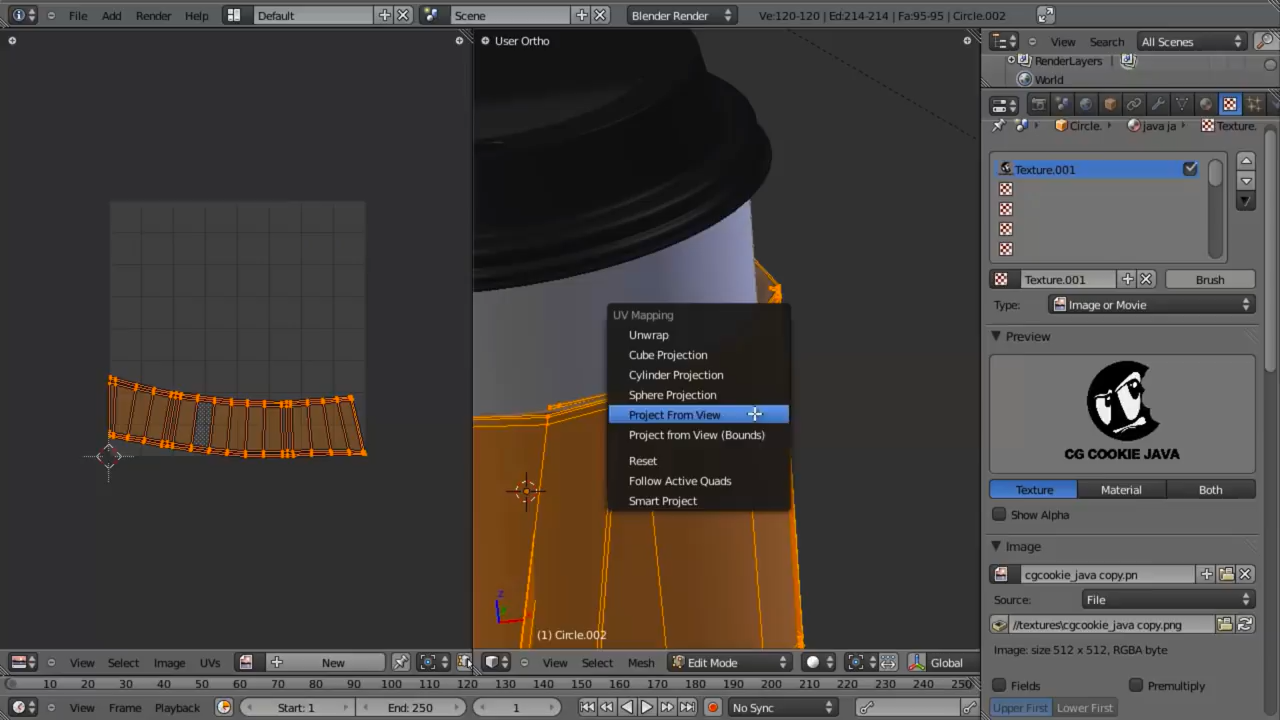 File Add Render Help Default Scene Blender Render Ve:120-120 | Ed:214-214 | Fa:95-95 | Circle.002
User Ortho
View Search All Scenes
RenderLayers
World
Circle. java ja Texture.
Texture.001
Texture.001 Brush
Type: Image or Movie
Preview
CG COOKIE JAVA
Texture Material Both
Show Alpha
Image
cgcookie_java copy.pn
Source: File
//textures\cgcookie_java copy.png
Image: size 512 x 512, RGBA byte
Fields Premultiply
Upper First Lower First
UV Mapping
Unwrap
Cube Projection
Cylinder Projection
Sphere Projection
Project From View
Project from View (Bounds)
Reset
Follow Active Quads
Smart Project
z
(1) Circle.002
View Select Image UVs New
View Select Mesh Edit Mode Global
10 20 30 40 50 60 70 80 90 100 110 120 130 140 150 160 170 180 190 200 210 220 230 240 250
View Frame Playback Start: 1 End: 250 1 No Sync